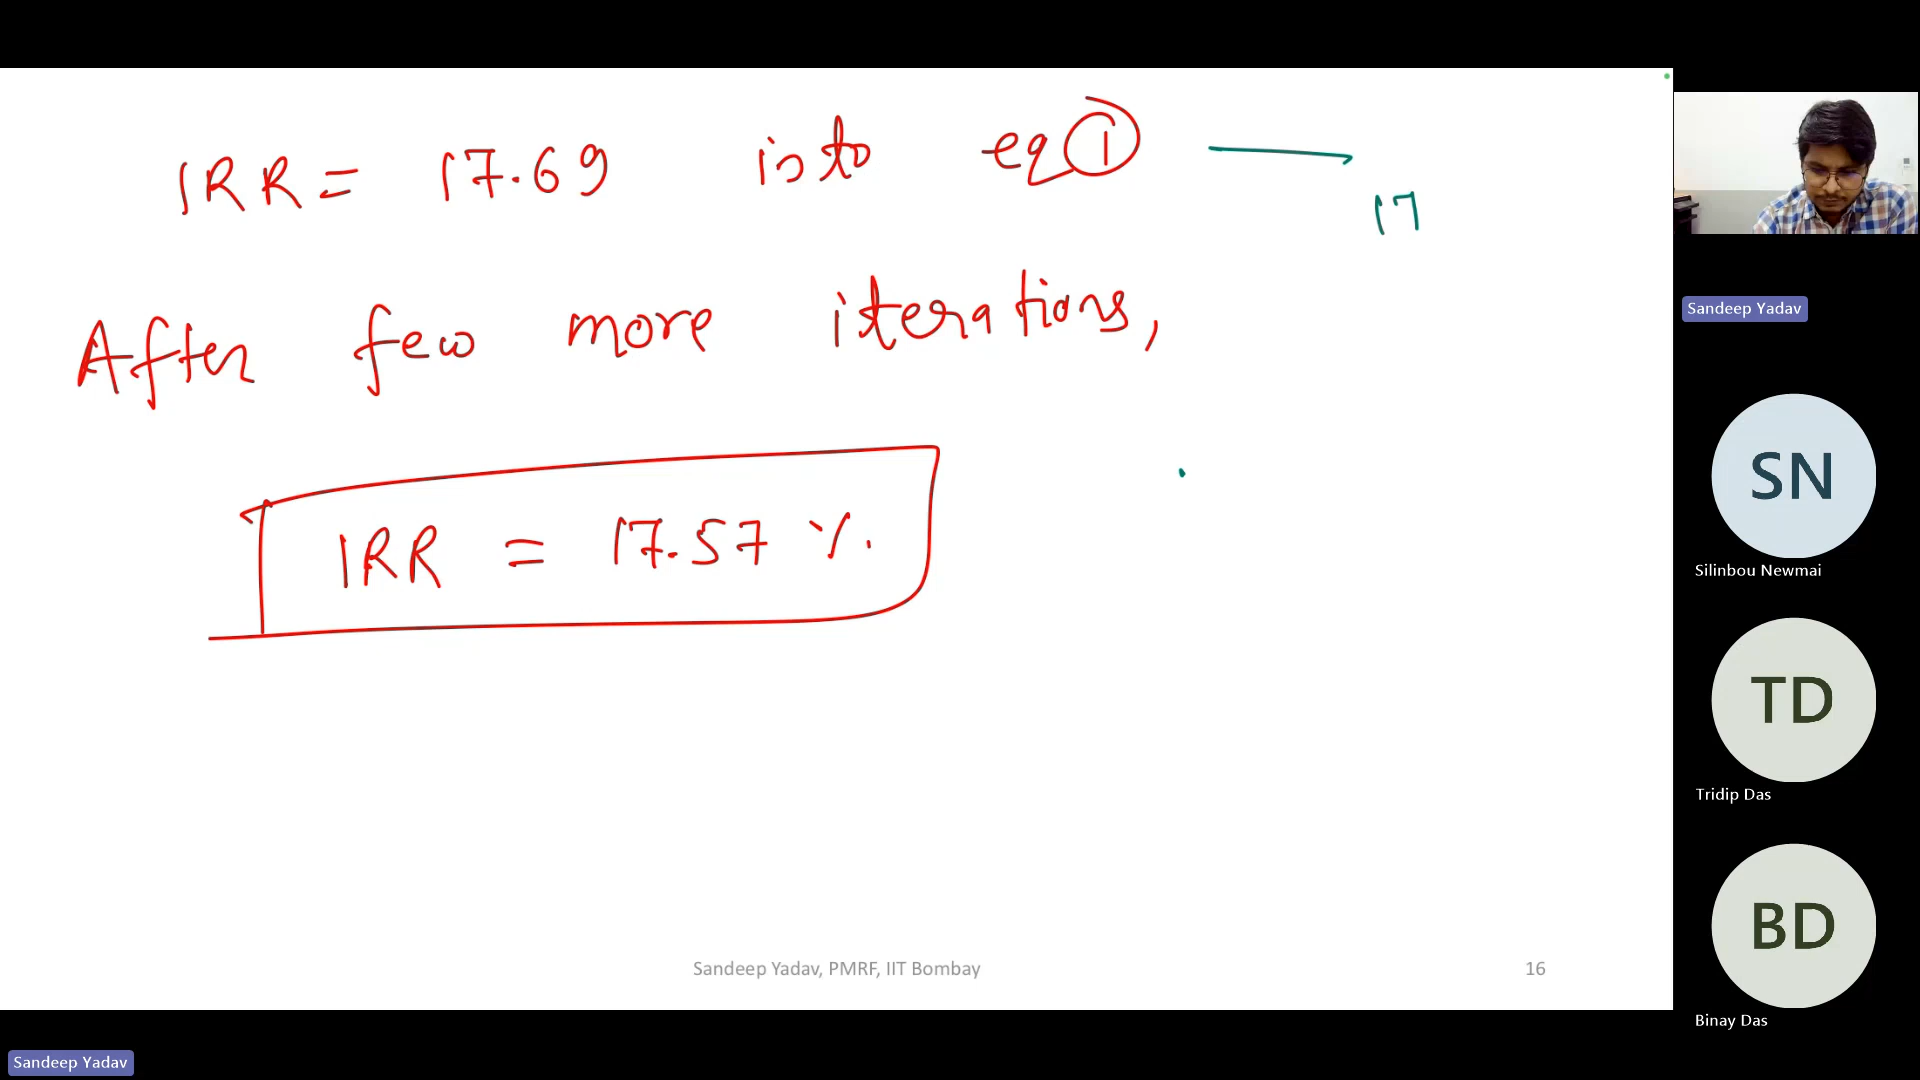 IRR = 17.69 into eq 1
17
After few more iterations,
IRR = 17.57 %.
Sandeep Yadav, PMRF, IIT Bombay
16
Sandeep Yadav
SN
Silinbou Newmai
TD
Tridip Das
BD
Binay Das
Sandeep Yadav